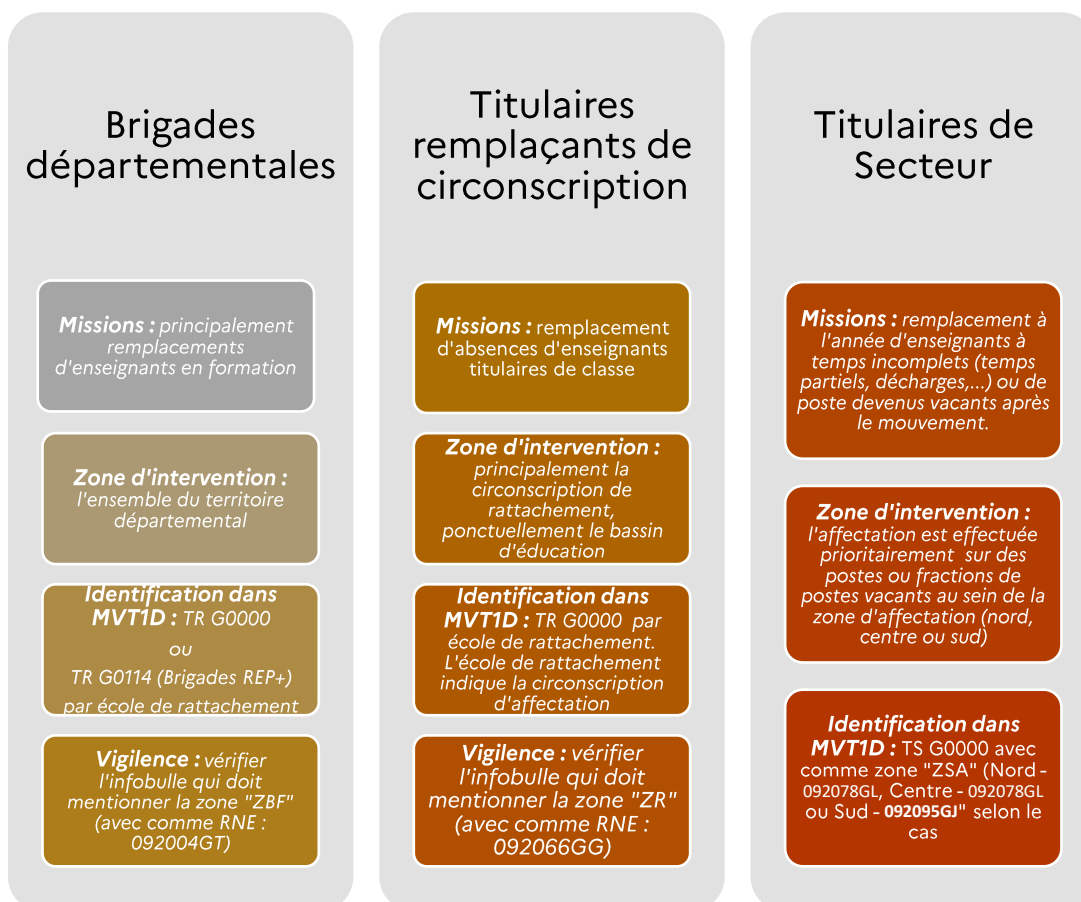 Brigades
départementales
Missions : principalement
remplacements
d'enseignants en formation
Zone d'intervention :
l'ensemble du territoire
départemental
Identification dans
MVT1D : TR G0000
ou
TR G0114 (Brigades REP+)
par école de rattachement
Vigilence : vérifier
l'infobulle qui doit
mentionner la zone "ZBF"
(avec comme RNE :
092004GT)
Titulaires
remplaçants de
circonscription
Missions : remplacement
d'absences d'enseignants
titulaires de classe
Zone d'intervention :
principalement la
circonscription de
rattachement,
ponctuellement le bassin
d'éducation
Identification dans
MVT1D : TR G0000 par
école de rattachement.
L'école de rattachement
indique la circonscription
d'affectation
Vigilence : vérifier
l'infobulle qui doit
mentionner la zone "ZR"
(avec comme RNE :
092066GG)
Titulaires de
Secteur
Missions : remplacement à
l'année d'enseignants à
temps incomplets (temps
partiels, décharges,...) ou de
poste devenus vacants après
le mouvement.
Zone d'intervention :
l'affectation est effectuée
prioritairement sur des
postes ou fractions de
postes vacants au sein de la
zone d'affectation (nord,
centre ou sud)
Identification dans
MVT1D : TS G0000 avec
comme zone "ZSA" (Nord -
092078GL, Centre - 092078GL
ou Sud - 092095GJ" selon le
cas